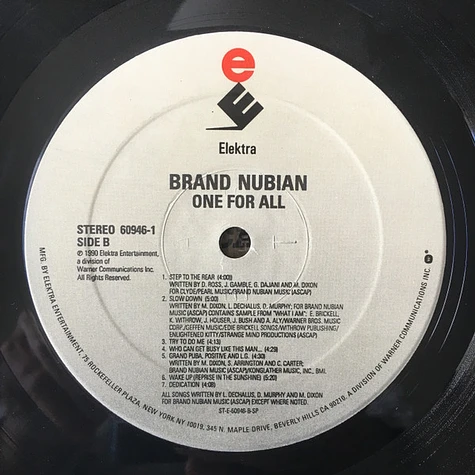 e
E
Elektra
BRAND NUBIAN
ONE FOR ALL
STEREO 60946-1
SIDE B
℗ 1990 Elektra Entertainment,
a division of
Warner Communications Inc.
All Rights Reserved.
1. STEP TO THE REAR (4:00)
WRITTEN BY D. ROSS, J. GAMBLE, G. DAJANI AND M. DIXON
FOR CLYDE/PEARL MUSIC/BRAND NUBIAN MUSIC (ASCAP)
2. SLOW DOWN (5:00)
WRITTEN BY M. DIXON, L. DECHALUS, D. MURPHY; FOR BRAND NUBIAN
MUSIC (ASCAP) CONTAINS SAMPLE FROM "WHAT I AM"; E. BRICKELL,
K. WITHROW, J. HOUSER, J. BUSH AND A. ALY/WARNER BROS. MUSIC
CORP./GEFFEN MUSIC/EDIE BRICKELL SONGS/WITHROW PUBLISHING/
ENLIGHTENED KITTY/STRANGE MIND PRODUCTIONS (ASCAP)
3. TRY TO DO ME (4:13)
4. WHO CAN GET BUSY LIKE THIS MAN... (4:29)
5. GRAND PUBA, POSITIVE AND L.G. (4:30)
WRITTEN BY M. DIXON, S. ARRINGTON AND C. CARTER;
BRAND NUBIAN MUSIC (ASCAP)/KONGLATHER MUSIC, INC., BMI.
6. WAKE UP (REPRISE IN THE SUNSHINE) (5:20)
7. DEDICATION (4:08)
ALL SONGS WRITTEN BY L. DECHALUS, D. MURPHY AND M. DIXON
FOR BRAND NUBIAN MUSIC (ASCAP) EXCEPT WHERE NOTED.
ST-E-60946-B-SP
MFG. BY ELEKTRA ENTERTAINMENT, 75 ROCKEFELLER PLAZA, NEW YORK, NY 10019, 345 N. MAPLE DRIVE, BEVERLY HILLS CA 90210. A DIVISION OF WARNER COMMUNICATIONS INC.